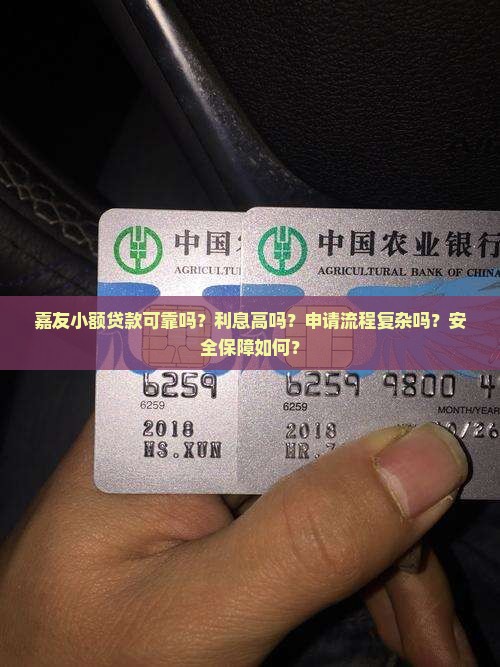 中国
中国农业银行
AGRICULTU
AGRICULTURAL BANK OF CHINA
嘉友小额贷款可靠吗？利息高吗？申请流程复杂吗？安
全保障如何？
6259
6259 9800 4
6259
6259
MONTH/YEAR
2018
2018
/26
HS.XUN
HR.